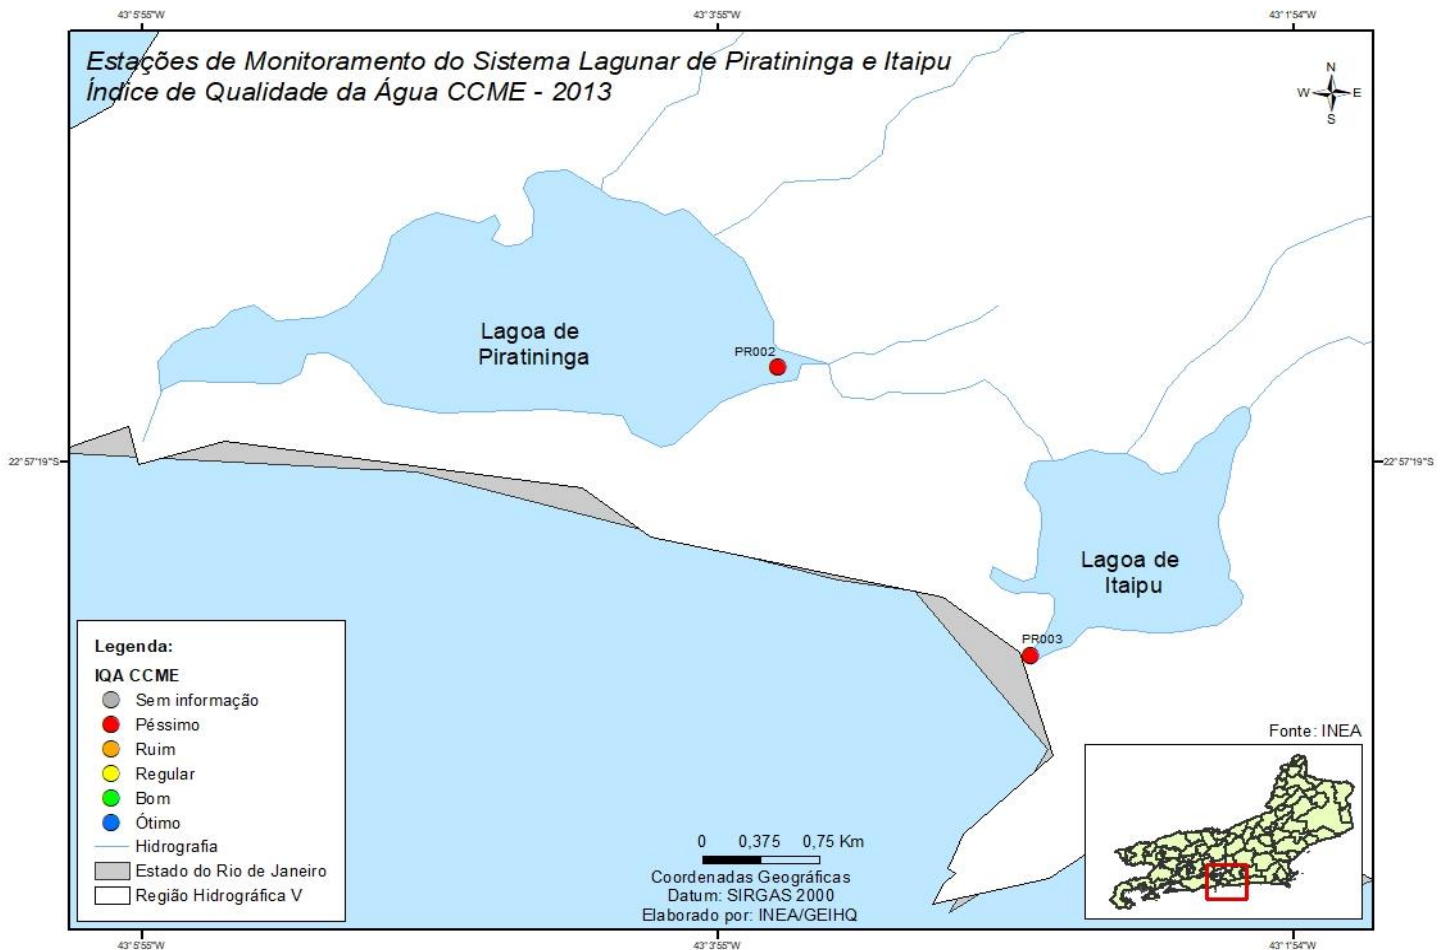 43°5'55"W
43°3'55"W
43°1'54"W
Estações de Monitoramento do Sistema Lagunar de Piratininga e Itaipu
Índice de Qualidade da Água CCME - 2013
N
W E
S
Lagoa de
Piratininga
PR002
22°57'19"S
22°57'19"S
Lagoa de
Itaipu
PR003
Legenda:
IQA CCME
Sem informação
Péssimo
Ruim
Regular
Bom
Ótimo
Hidrografia
Estado do Rio de Janeiro
Região Hidrográfica V
Fonte: INEA
0 0,375 0,75 Km
Coordenadas Geográficas
Datum: SIRGAS 2000
Elaborado por: INEA/GEIHQ
43°5'55"W
43°3'55"W
43°1'54"W